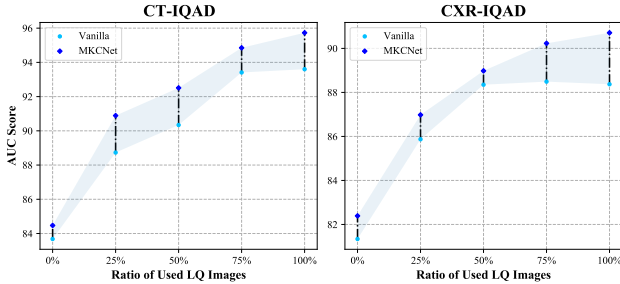 CT-IQAD
Vanilla
MKCNet
96
94
92
90
88
86
84
AUC Score
0%
25%
50%
75%
100%
Ratio of Used LQ Images
CXR-IQAD
Vanilla
MKCNet
90
88
86
84
82
0%
25%
50%
75%
100%
Ratio of Used LQ Images